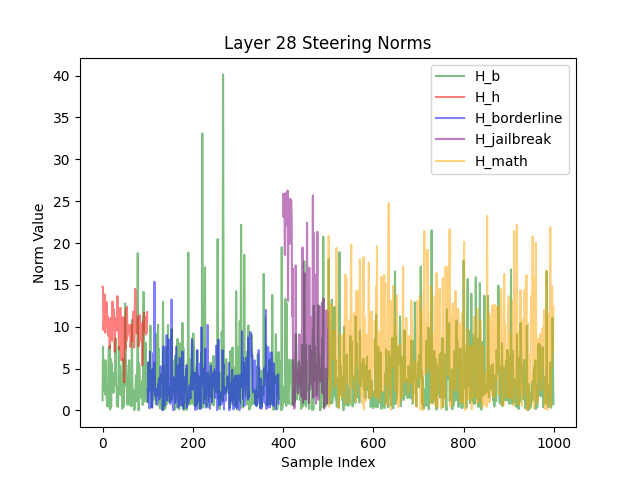 Layer 28 Steering Norms
H_b
H_h
H_borderline
H_jailbreak
H_math
Norm Value
40
35
30
25
20
15
10
5
0
0 200 400 600 800 1000
Sample Index